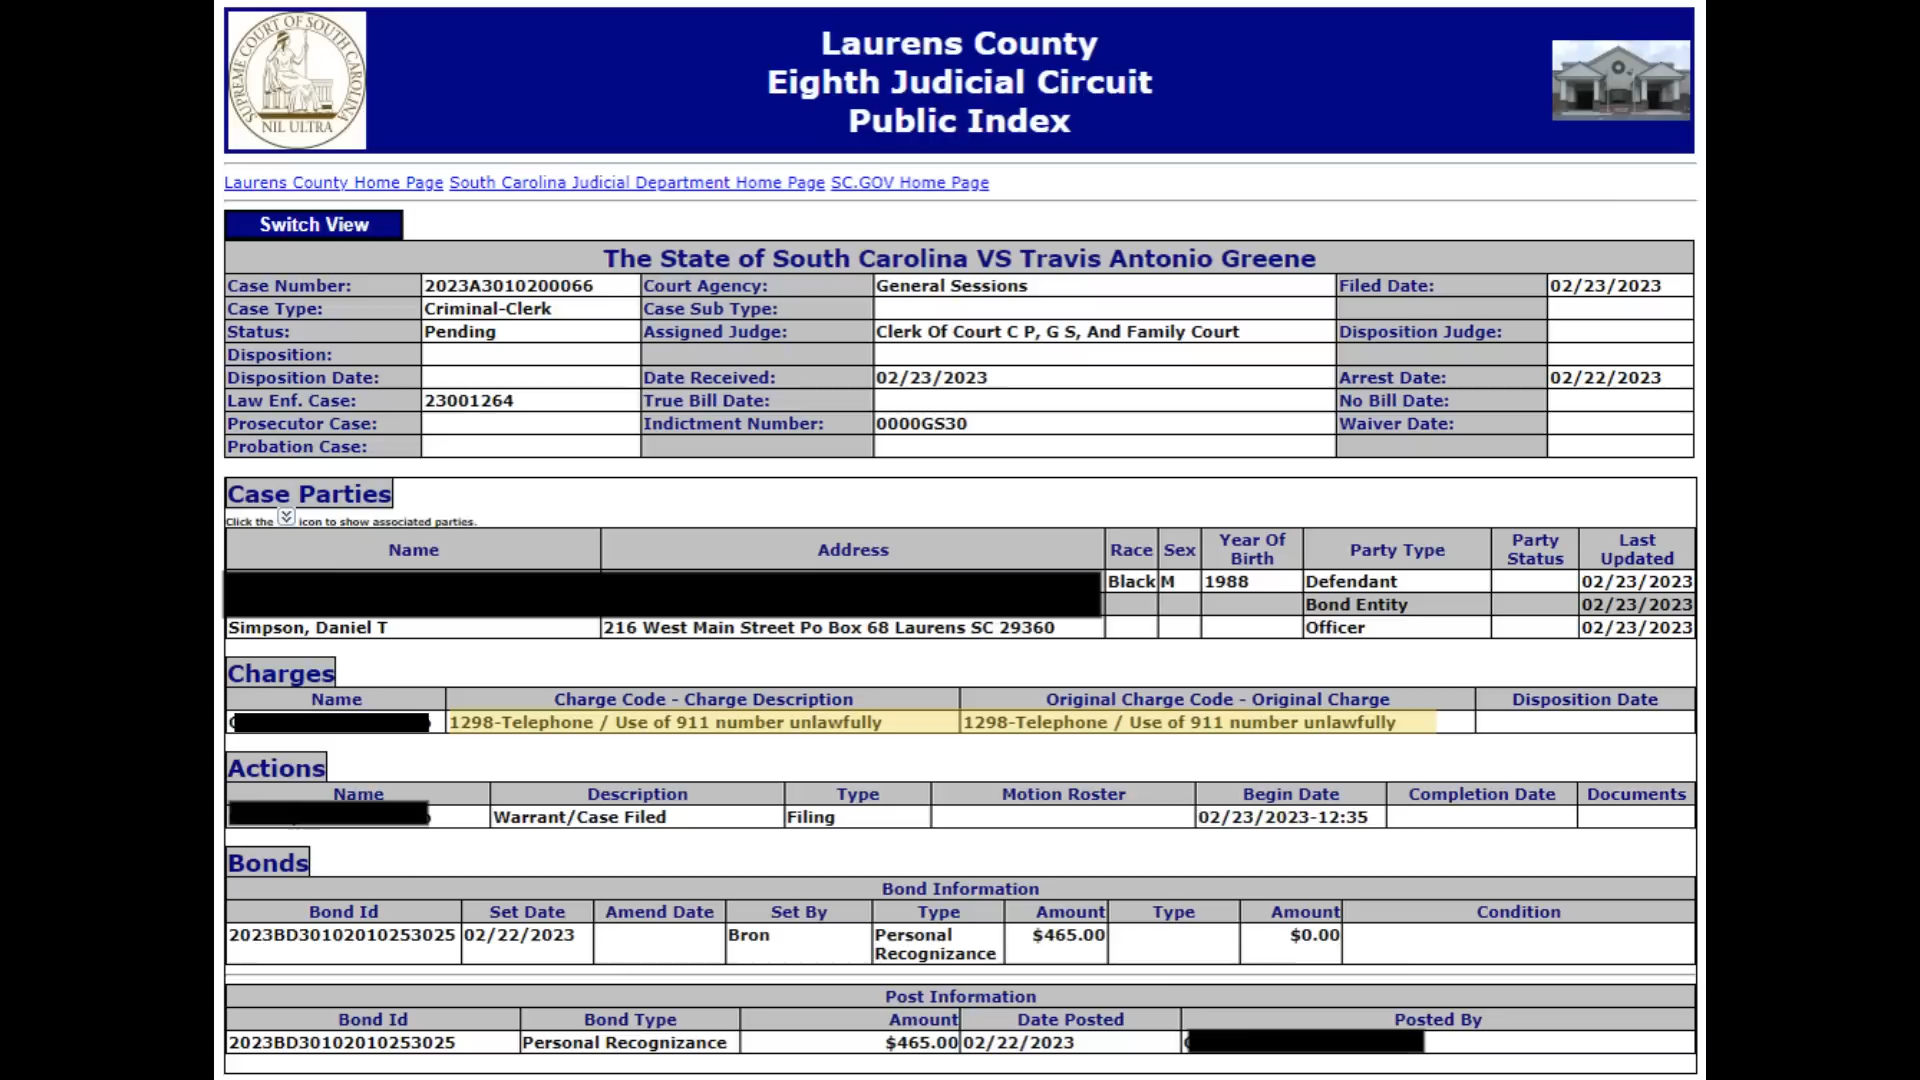 SUPREME COURT OF SOUTH CAROLINA
NIL ULTRA
Laurens County
Eighth Judicial Circuit
Public Index
Laurens County Home Page South Carolina Judicial Department Home Page SC.GOV Home Page
Switch View
The State of South Carolina VS Travis Antonio Greene
Case Number: 2023A3010200066 Court Agency: General Sessions Filed Date: 02/23/2023
Case Type: Criminal-Clerk Case Sub Type:
Status: Pending Assigned Judge: Clerk Of Court C P, G S, And Family Court Disposition Judge:
Disposition:
Disposition Date: Date Received: 02/23/2023 Arrest Date: 02/22/2023
Law Enf. Case: 23001264 True Bill Date: No Bill Date:
Prosecutor Case: Indictment Number: 0000GS30 Waiver Date:
Probation Case:
Case Parties
Click the icon to show associated parties.
Name Address Race Sex Year Of Birth Party Type Party Status Last Updated
Black M 1988 Defendant 02/23/2023
Bond Entity 02/23/2023
Simpson, Daniel T 216 West Main Street Po Box 68 Laurens SC 29360 Officer 02/23/2023
Charges
Name Charge Code - Charge Description Original Charge Code - Original Charge Disposition Date
1298-Telephone / Use of 911 number unlawfully 1298-Telephone / Use of 911 number unlawfully
Actions
Name Description Type Motion Roster Begin Date Completion Date Documents
Warrant/Case Filed Filing 02/23/2023-12:35
Bonds
Bond Information
Bond Id Set Date Amend Date Set By Type Amount Type Amount Condition
2023BD30102010253025 02/22/2023 Bron Personal Recognizance $465.00 $0.00
Post Information
Bond Id Bond Type Amount Date Posted Posted By
2023BD30102010253025 Personal Recognizance $465.00 02/22/2023